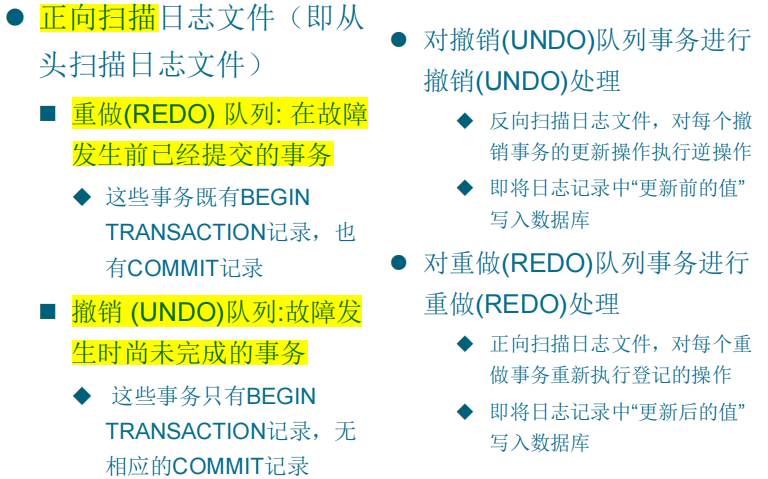 正向扫描日志文件（即从
头扫描日志文件）
重做(REDO) 队列: 在故障
发生前已经提交的事务
这些事务既有BEGIN
TRANSACTION记录，也
有COMMIT记录
撤销 (UNDO)队列:故障发
生时尚未完成的事务
这些事务只有BEGIN
TRANSACTION记录，无
相应的COMMIT记录
对撤销(UNDO)队列事务进行
撤销(UNDO)处理
反向扫描日志文件，对每个撤
销事务的更新操作执行逆操作
即将日志记录中“更新前的值”
写入数据库
对重做(REDO)队列事务进行
重做(REDO)处理
正向扫描日志文件，对每个重
做事务重新执行登记的操作
即将日志记录中“更新后的值”
写入数据库